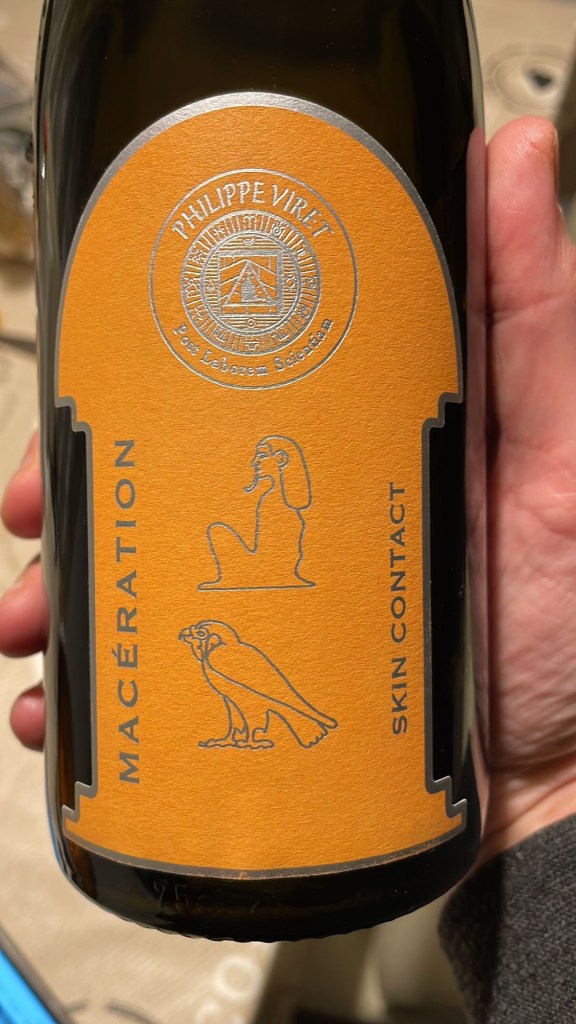 PHILIPPE VIRET
Post Laborem Scientiam
MACÉRATION
SKIN CONTACT